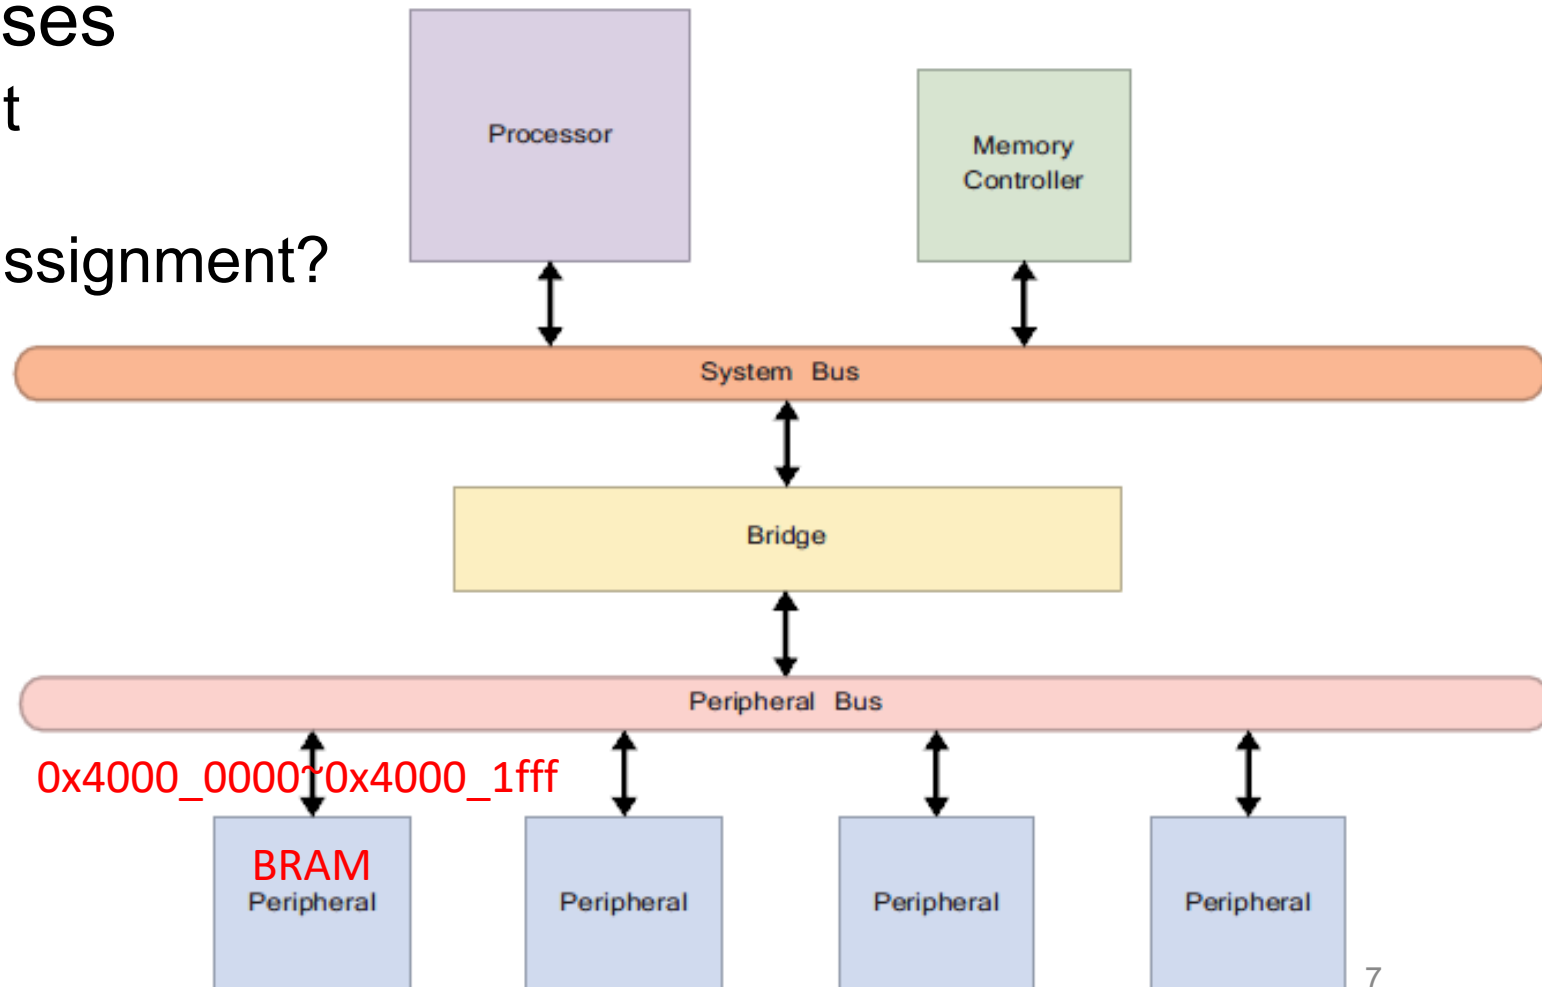 ses
t
ssignment?
Processor
Memory
Controller
System Bus
Bridge
Peripheral Bus
0x4000_0000~0x4000_1fff
BRAM
Peripheral
Peripheral
Peripheral
Peripheral
7